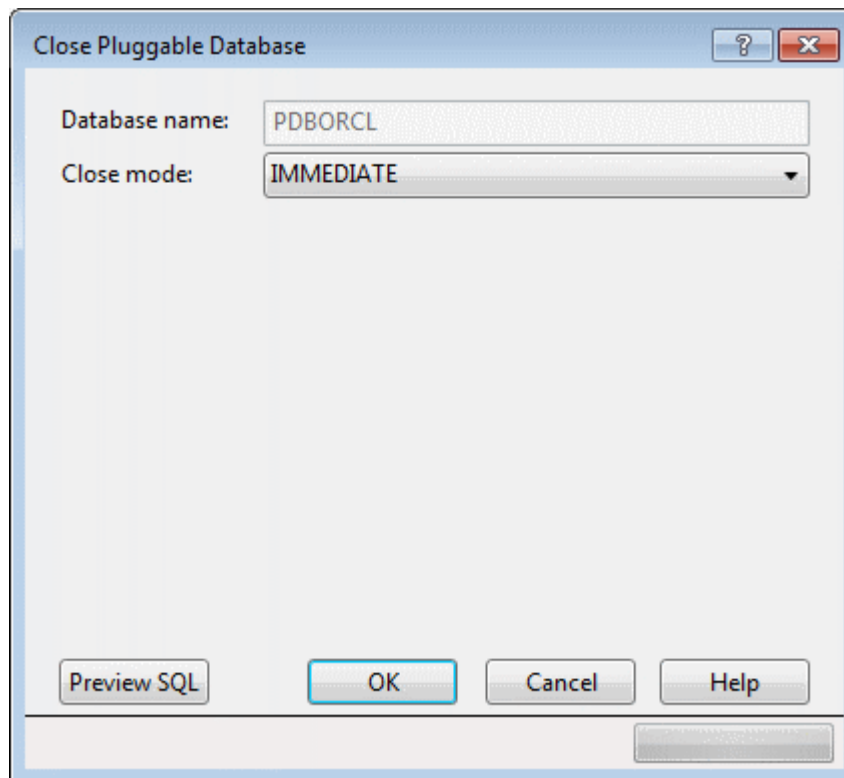 Close Pluggable Database
Database name: PDBORCL
Close mode: IMMEDIATE
Preview SQL OK Cancel Help